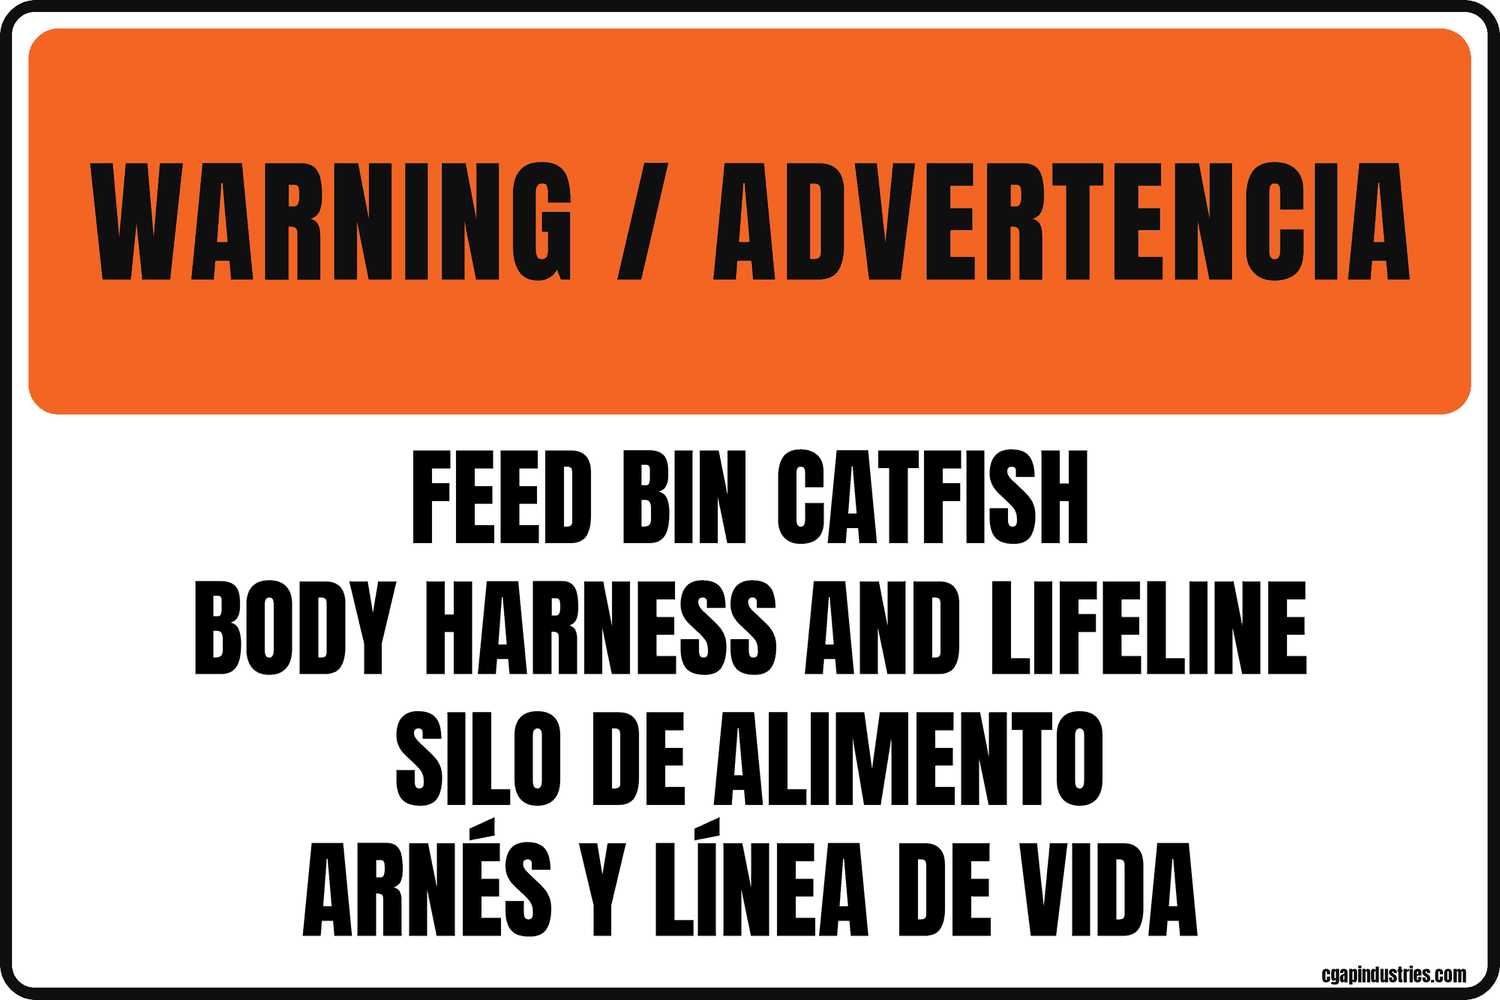 WARNING / ADVERTENCIA
FEED BIN CATFISH
BODY HARNESS AND LIFELINE
SILO DE ALIMENTO
ARNÉS Y LÍNEA DE VIDA
cgapindustries.com